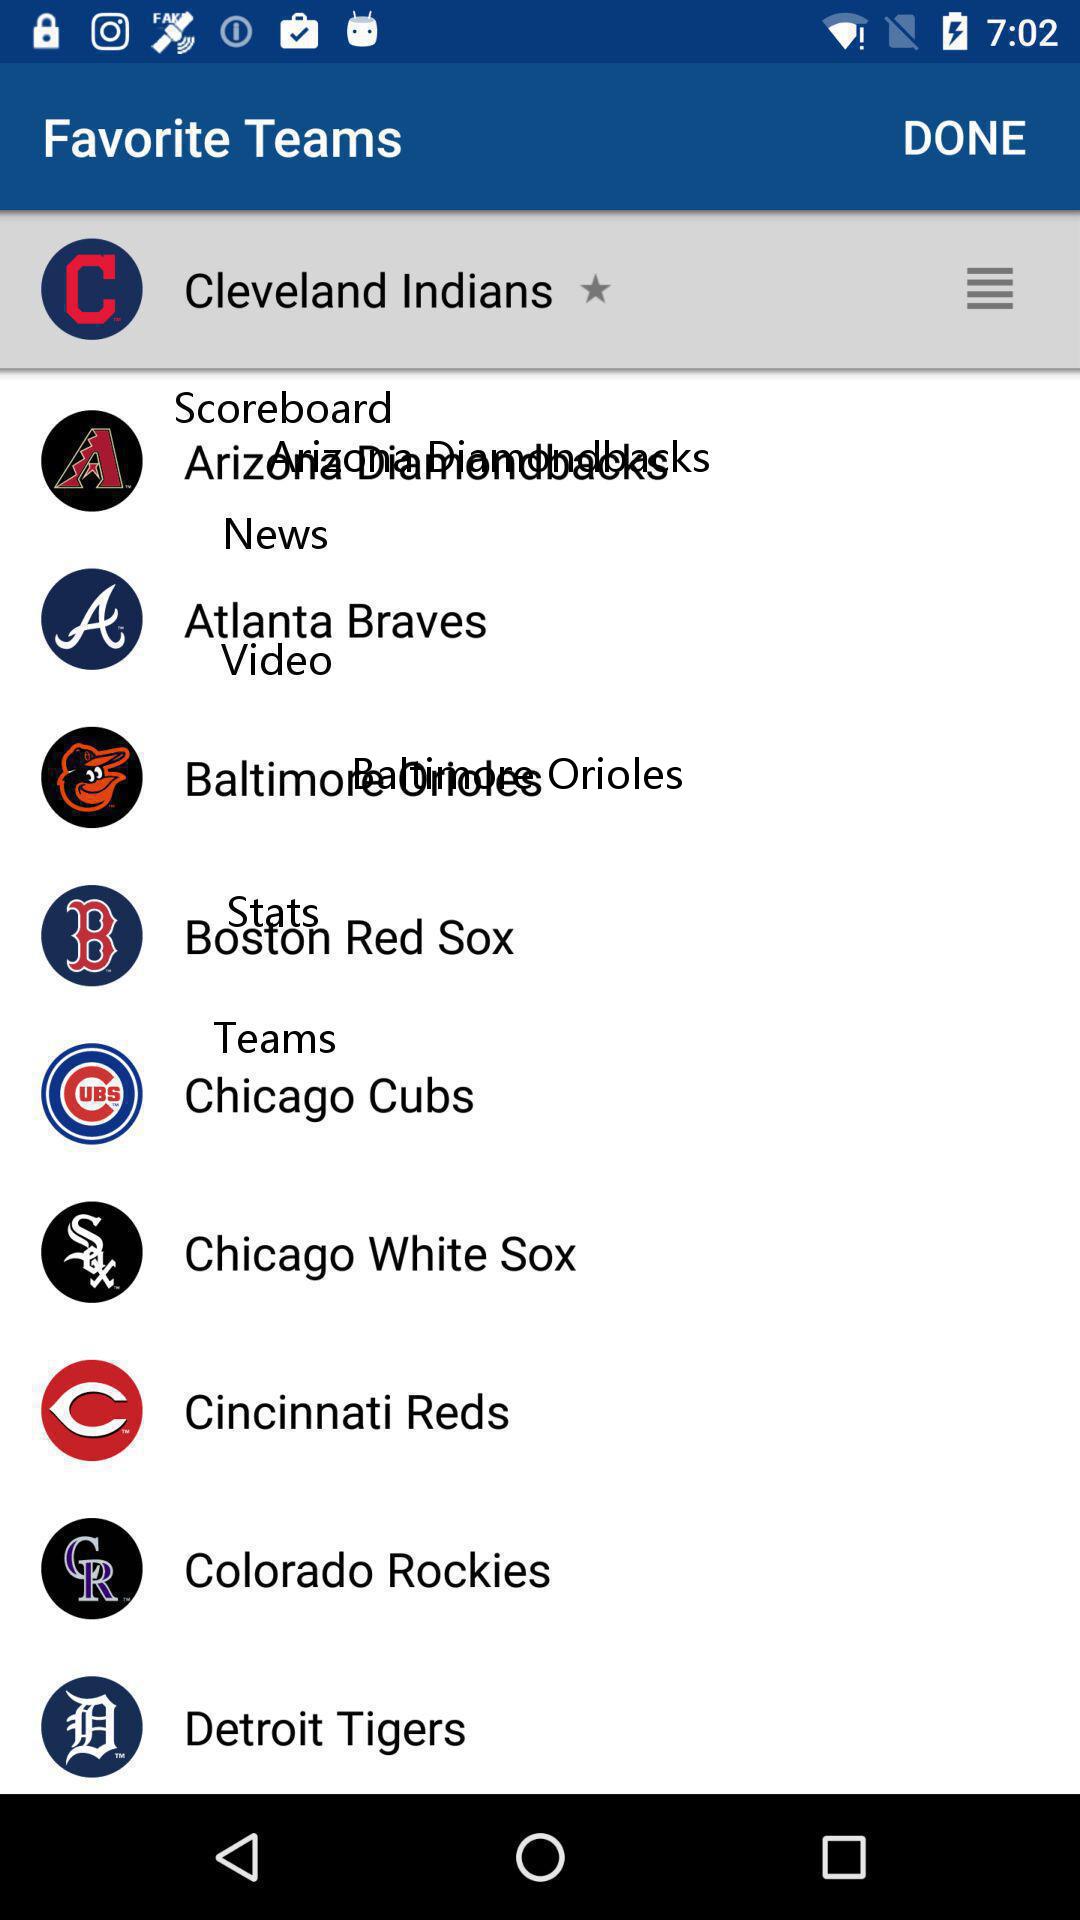 FAKE
7:02
Favorite Teams
DONE
Cleveland Indians
Scoreboard
Arizona Diamondbacks
Arizona Diamondbacks
News
Atlanta Braves
Video
Baltimore Orioles
Baltimore Orioles
Stats
Boston Red Sox
Teams
UBS
Chicago Cubs
Chicago White Sox
Cincinnati Reds
Colorado Rockies
Detroit Tigers